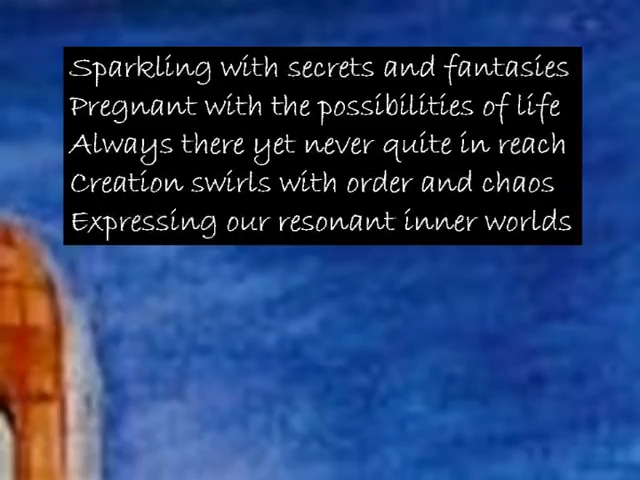 Sparkling with secrets and fantasies
Pregnant with the possibilities of life
Always there yet never quite in reach
Creation swirls with order and chaos
Expressing our resonant inner worlds